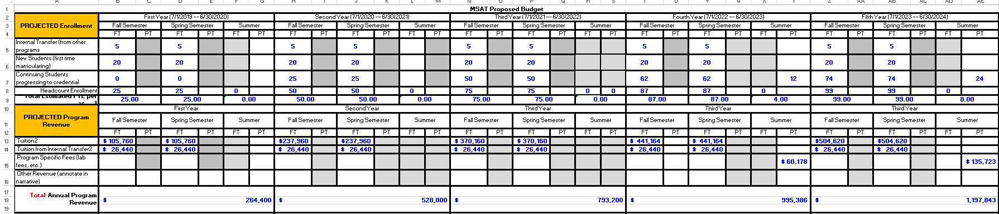 A B C D E F G H I J K L M N O P Q R S T U V W X Y Z AA AB AC AD AE
1 MSAT Proposed Budget
2 First Year (7/1/2019 -- 6/30/2020) Second Year (7/1/2020 -- 6/30/2021) Third Year (7/1/2021 -- 6/30/2022) Fourth Year (7/1/2022 -- 6/30/2023) Fifth Year (7/1/2023 -- 6/30/2024)
PROJECTED Enrollment
3 Fall Semester Spring Semester Summer Fall Semester Spring Semester Summer Fall Semester Spring Semester Summer Fall Semester Spring Semester Summer Fall Semester Spring Semester Summer
4 FT PT FT PT FT PT FT PT FT PT FT PT FT PT FT PT FT PT FT PT FT PT FT PT FT PT FT PT FT PT
Internal Transfer (from other
5 programs 5 5 5 5 5 5 5 5 5 5
New Students (first time
6 matriculating) 20 20 20 20 20 20 20 20 20 20
Continuing Students
7 progressing to credential 0 0 25 25 50 50 62 62 12 74 74 24
8 Headcount Enrollment 25 25 0 50 50 0 75 75 0 0 87 87 0 99 99 0
9 Total Estimated FTE per 25.00 25.00 0.00 50.00 50.00 0.00 75.00 75.00 0.00 87.00 87.00 4.00 99.00 99.00 8.00
10 First Year Second Year Third Year Third Year Third Year
PROJECTED Program
Revenue
11 Fall Semester Spring Semester Summer Fall Semester Spring Semester Summer Fall Semester Spring Semester Summer Fall Semester Spring Semester Summer Fall Semester Spring Semester Summer
12 FT PT FT PT FT PT FT PT FT PT FT PT FT PT FT PT FT PT FT PT FT PT FT PT FT PT FT PT FT PT
13 Tuition2 $ 105,760 $ 105,760 $237,960 $237,960 $ 370,160 $ 370,160 $ 441,164 $ 441,164 $504,620 $504,620
14 Tuition from Internal Transfer2 $ 26,440 $ 26,440 $ 26,440 $ 26,440 $ 26,440 $ 26,440 $ 26,440 $ 26,440 $ 26,440 $ 26,440
Program Specific Fees (lab
15 fees, etc.) $ 60,178 $ 135,723
Other Revenue (annotate in
16 narrative)
17 Total Annual Program
18 Revenue $ 264,400 $ 528,800 $ 793,200 $ 995,386 $ 1,197,843
19